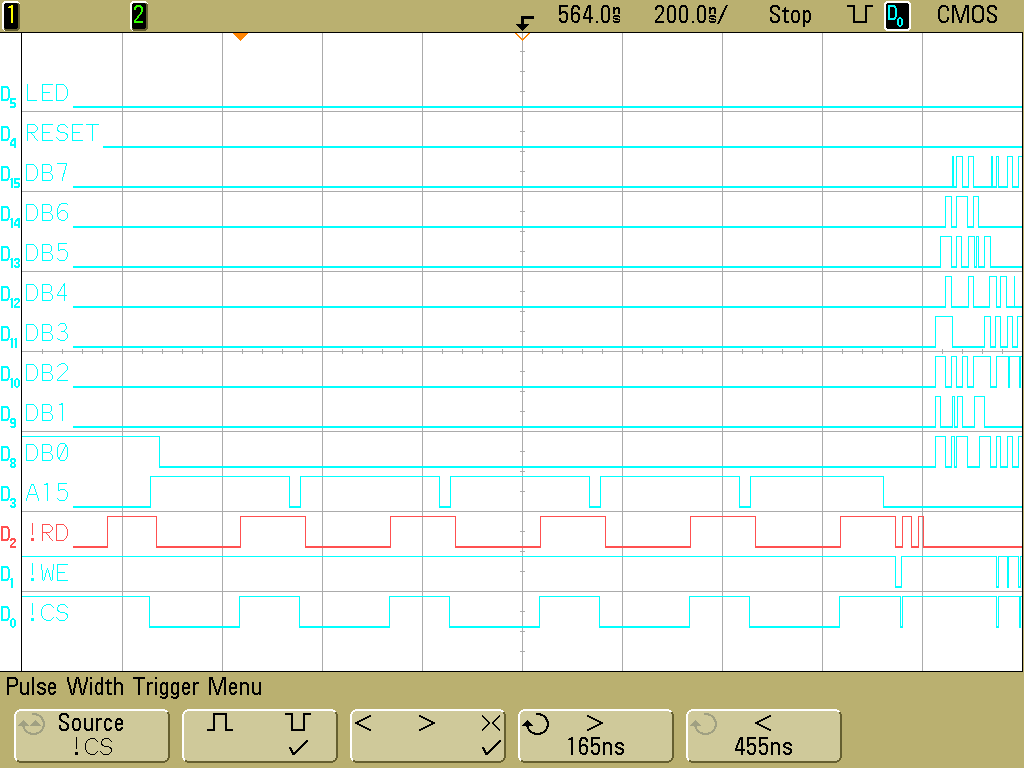 1 2 564.0ns 200.0ns/ Stop D0 CMOS
D5 LED
D4 RESET
D15 DB7
D14 DB6
D13 DB5
D12 DB4
D11 DB3
D10 DB2
D9 DB1
D8 DB0
D3 A15
D2 !RD
D1 !WE
D0 !CS
Pulse Width Trigger Menu
Source < > >< > <
!CS 165ns 455ns